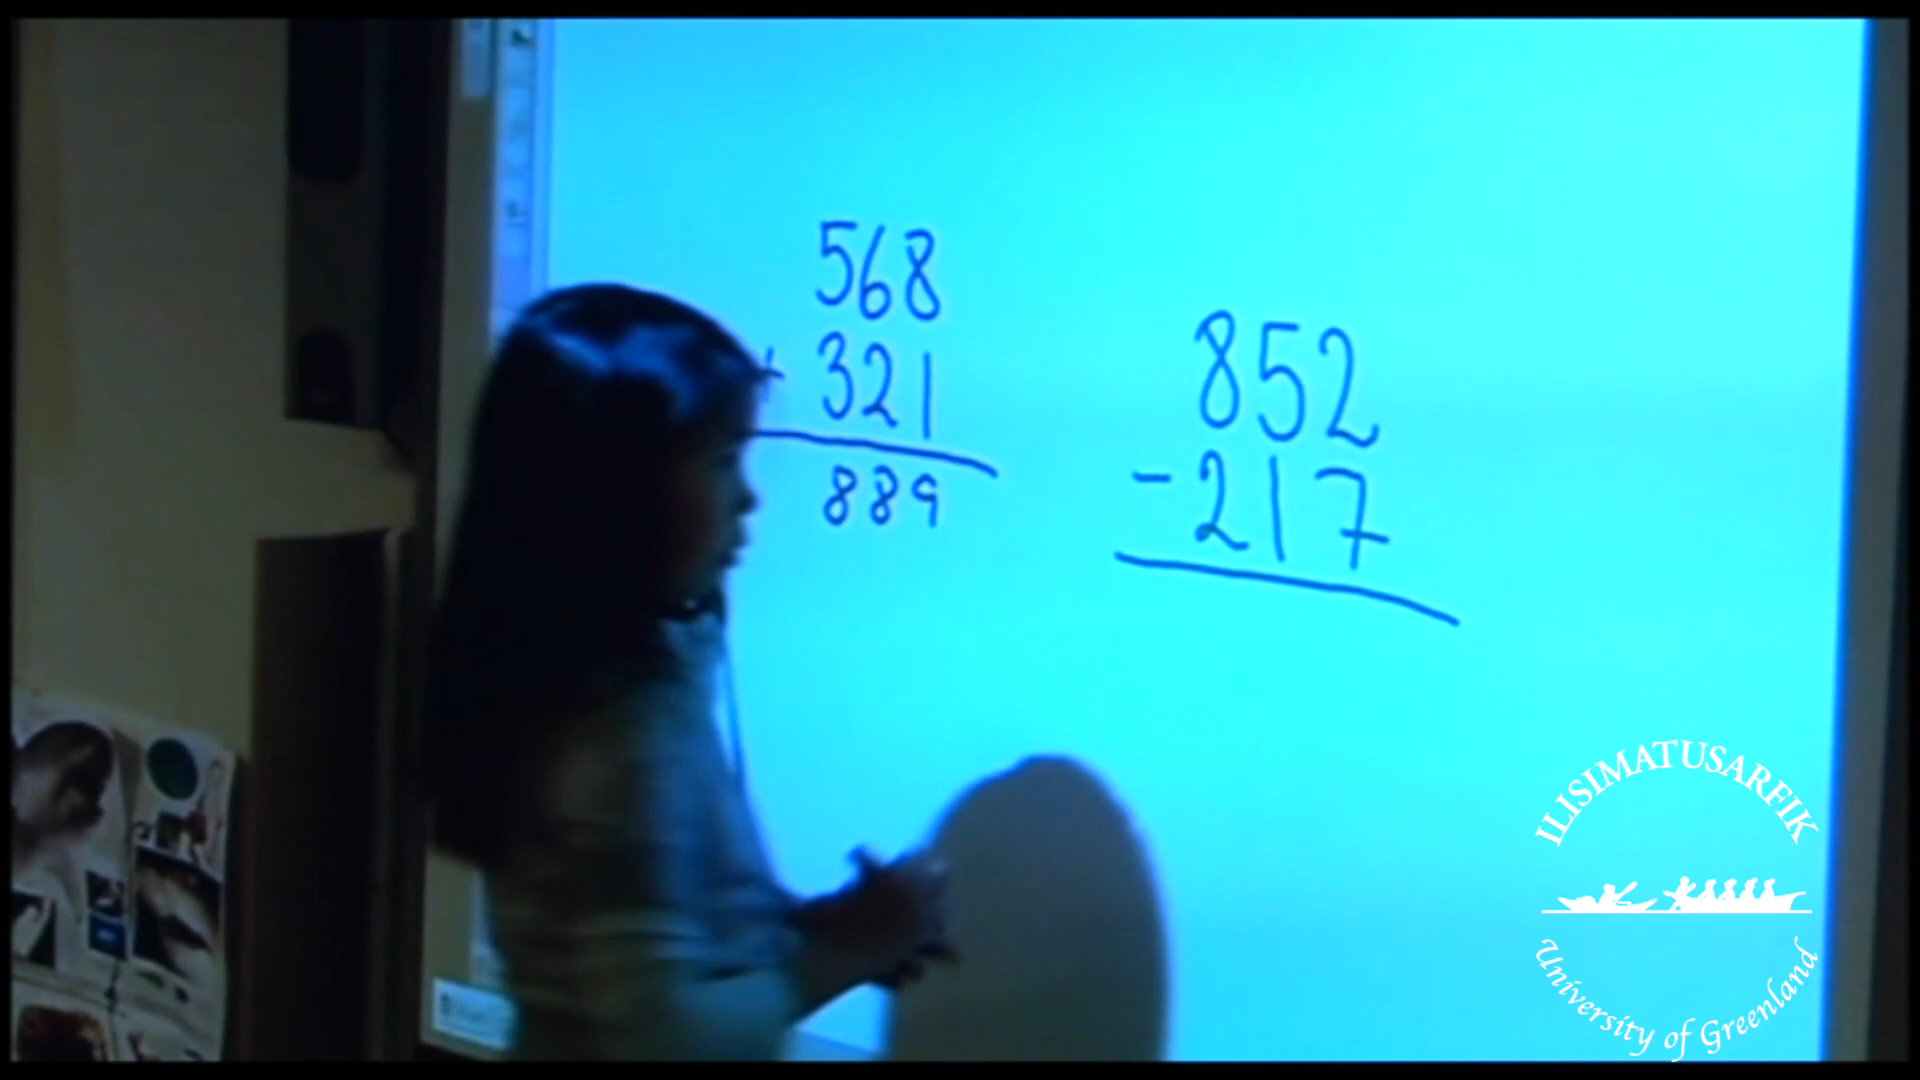 568
+ 321
889
852
- 217
ILISIMATUSARFIK
University of Greenland